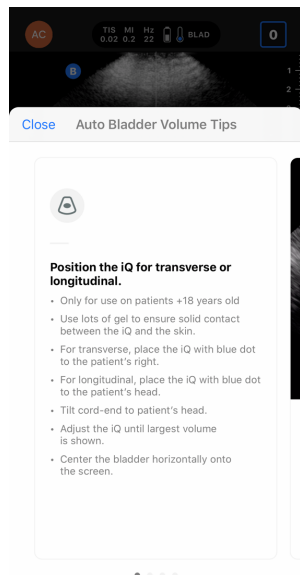 AC
TIS MI Hz
0.02 0.2 22
BLAD
0
B
1
2
Close Auto Bladder Volume Tips
Position the iQ for transverse or
longitudinal.
• Only for use on patients +18 years old
• Use lots of gel to ensure solid contact
between the iQ and the skin.
• For transverse, place the iQ with blue dot
to the patient's right.
• For longitudinal, place the iQ with blue dot
to the patient's head.
• Tilt cord-end to patient's head.
• Adjust the iQ until largest volume
is shown.
• Center the bladder horizontally onto
the screen.